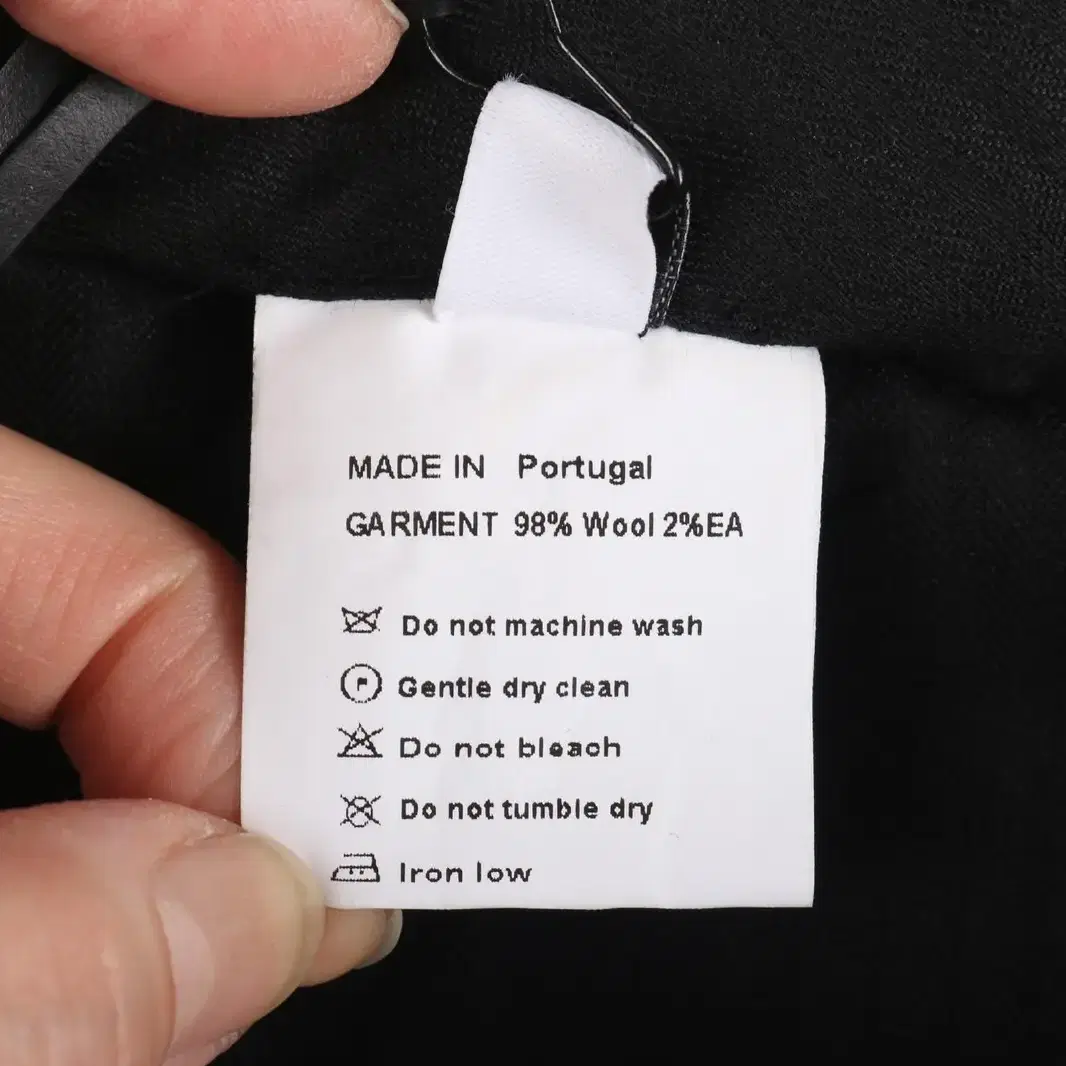 MADE IN Portugal
GARMENT 98% Wool 2%EA
Do not machine wash
P Gentle dry clean
Do not bleach
Do not tumble dry
Iron low